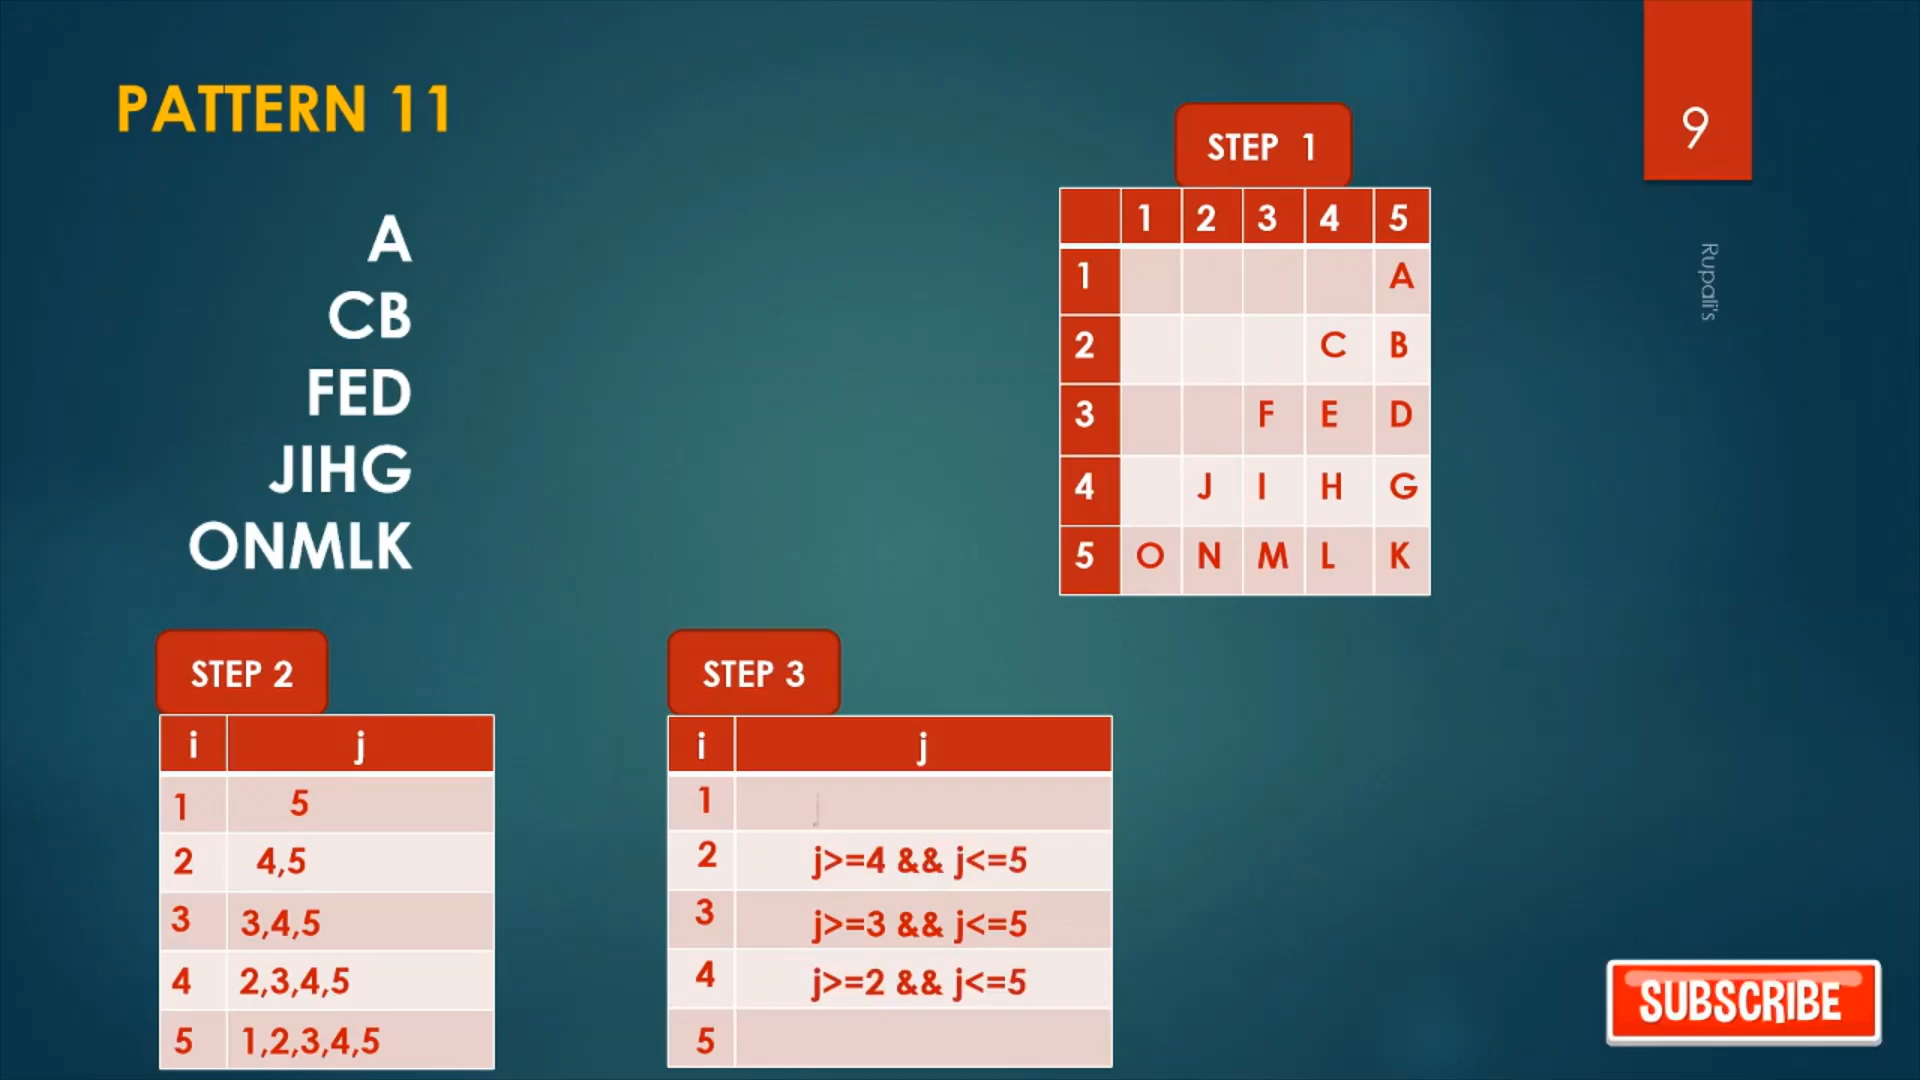 PATTERN 11
A
CB
FED
JIHG
ONMLK
STEP 1
1 2 3 4 5
1 A
2 C B
3 F E D
4 J I H G
5 O N M L K
9
Rupali's
STEP 2
i j
1 5
2 4,5
3 3,4,5
4 2,3,4,5
5 1,2,3,4,5
STEP 3
i j
1 j
2 j>=4 && j<=5
3 j>=3 && j<=5
4 j>=2 && j<=5
5
SUBSCRIBE